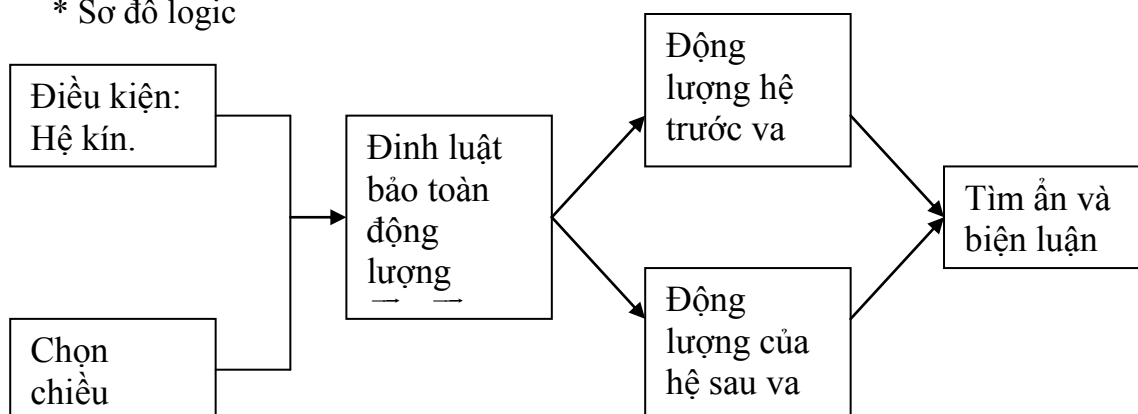 * Sơ đồ logic
Điều kiện:
Hệ kín.
Chọn
chiều
Đinh luật
bảo toàn
động
lượng
Động
lượng hệ
trước va
Động
lượng của
hệ sau va
Tìm ẩn và
biện luận